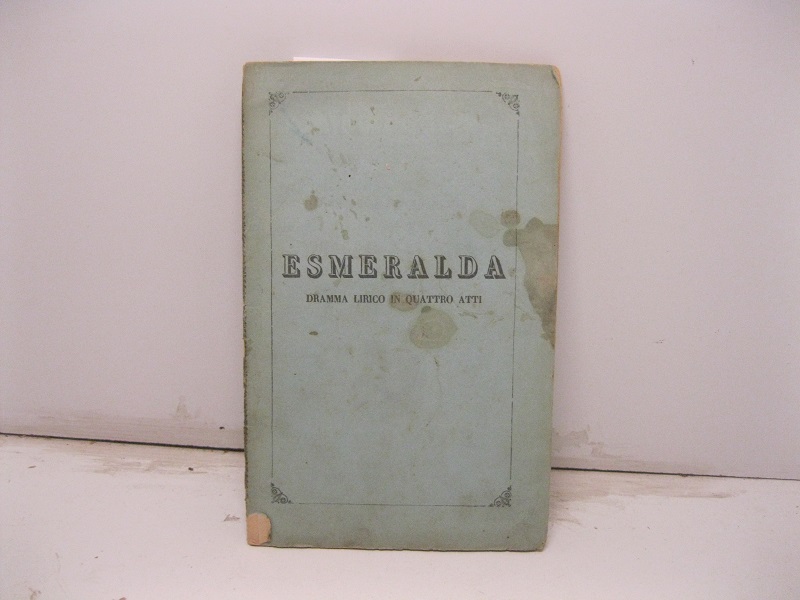 ESMERALDA
DRAMMA LIRICO IN QUATTRO ATTI